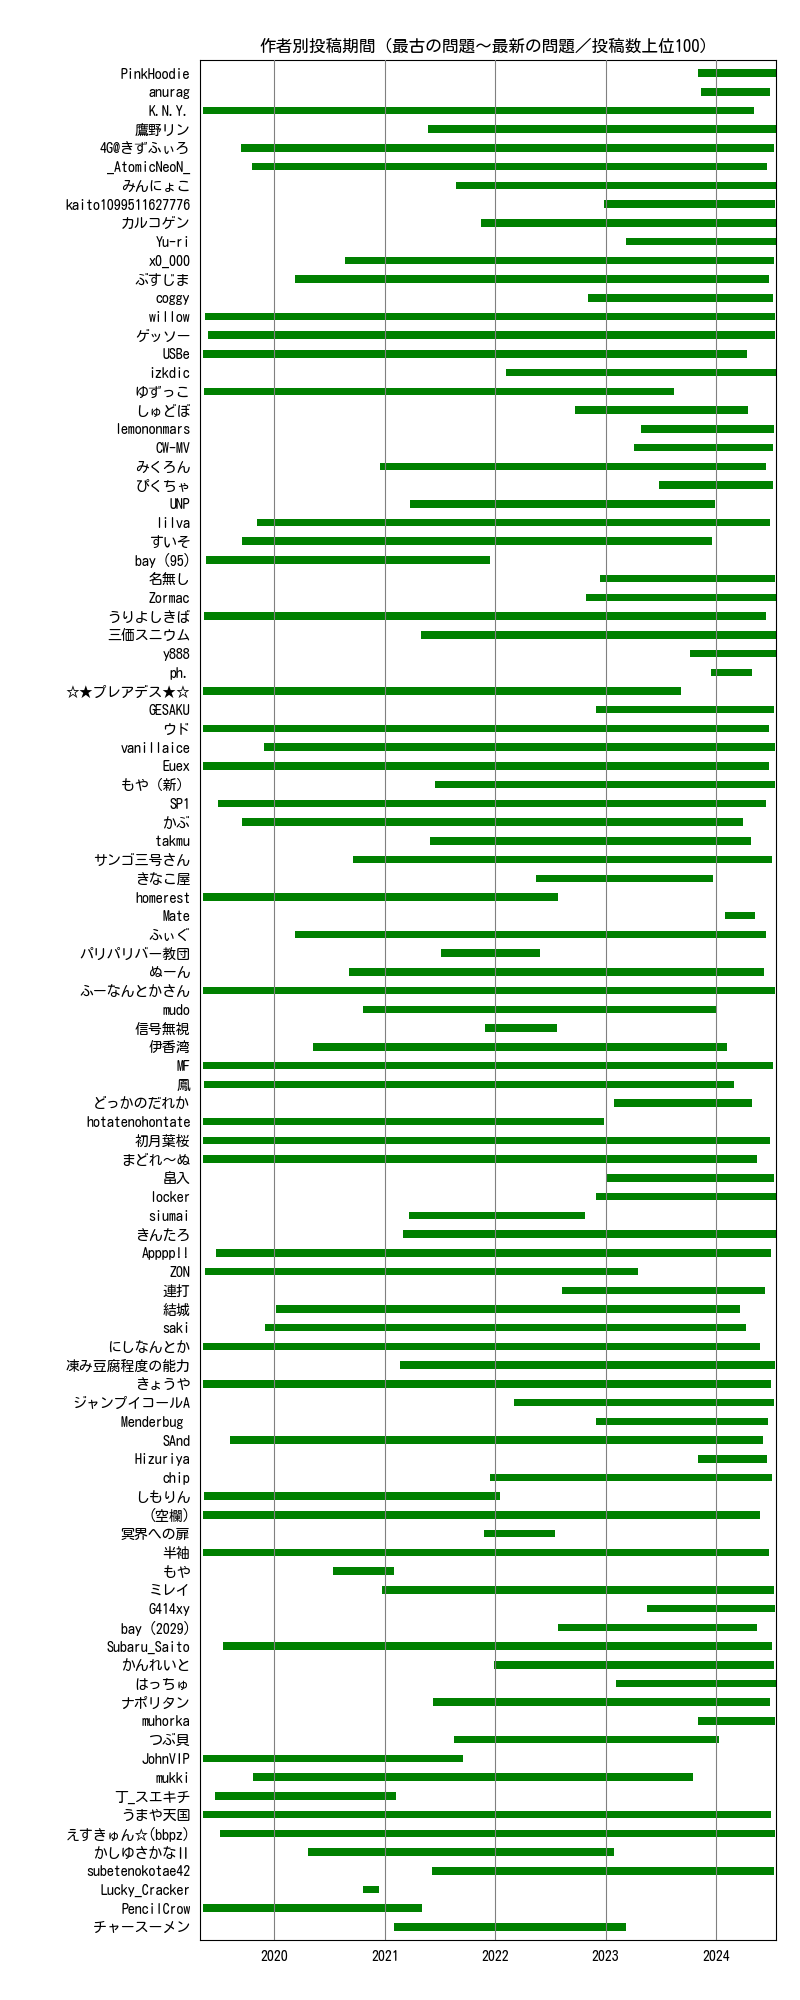 作者別投稿期間（最古の問題～最新の問題／投稿数上位100）
PinkHoodie
anurag
K.N.Y.
鷹野リン
4G@きずふぃろ
_AtomicNeoN_
みんにょこ
kaito1099511627776
カルコゲン
Yu-ri
x0_000
ぶすじま
coggy
willow
ゲッソー
USBe
izkdic
ゆずっこ
しゅどぼ
lemononmars
CW-MV
みくろん
ぴくちゃ
UNP
lilva
すいそ
bay (95)
名無し
Zormac
うりよしきば
三価スニウム
y888
ph.
☆★プレアデス★☆
GESAKU
ウド
vanillaice
Euex
もや（新）
SP1
かぶ
takmu
サンゴ三号さん
きなこ屋
homerest
Mate
ふぃぐ
パリパリバー教団
ぬーん
ふーなんとかさん
mudo
信号無視
伊香湾
MF
鳳
どっかのだれか
hotatenohontate
初月葉桜
まどれ～ぬ
畠入
locker
siumai
きんたろ
Appppll
ZON
連打
結城
saki
にしなんとか
凍み豆腐程度の能力
きょうや
ジャンプイコールA
Menderbug
SAnd
Hizuriya
chip
しもりん
(空欄)
冥界への扉
半袖
もや
ミレイ
G414xy
bay (2029)
Subaru_Saito
かんれいと
はっちゅ
ナポリタン
muhorka
つぶ貝
JohnVIP
mukki
丁_スエキチ
うまや天国
えすきゅん☆(bbpz)
かしゆさかなII
subetenokotae42
Lucky_Cracker
PencilCrow
チャースーメン
2020 2021 2022 2023 2024